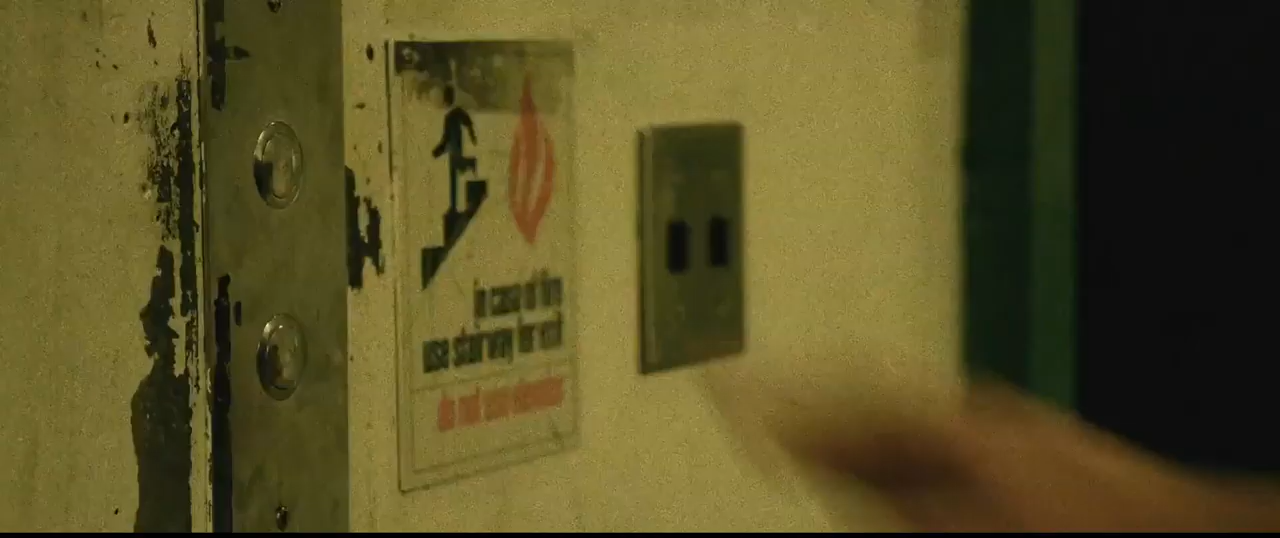 in case of fire
use stairway for exit
do not use elevator